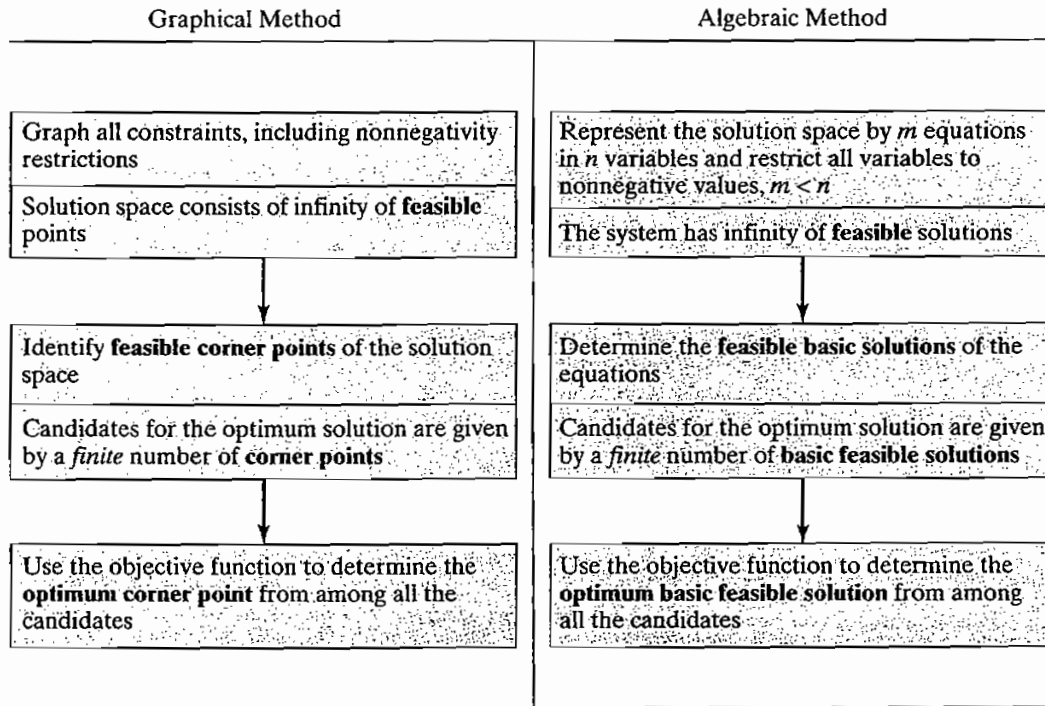 Graphical Method
Graph all constraints, including nonnegativity
restrictions
Solution space consists of infinity of feasible
points
Identify feasible corner points of the solution
space
Candidates for the optimum solution are given
by a finite number of corner points
Use the objective function to determine the
optimum corner point from among all the
candidates
Algebraic Method
Represent the solution space by m equations
in n variables and restrict all variables to
nonnegative values, m < n
The system has infinity of feasible solutions
Determine the feasible basic solutions of the
equations
Candidates for the optimum solution are given
by a finite number of basic feasible solutions
Use the objective function to determine the
optimum basic feasible solution from among
all the candidates